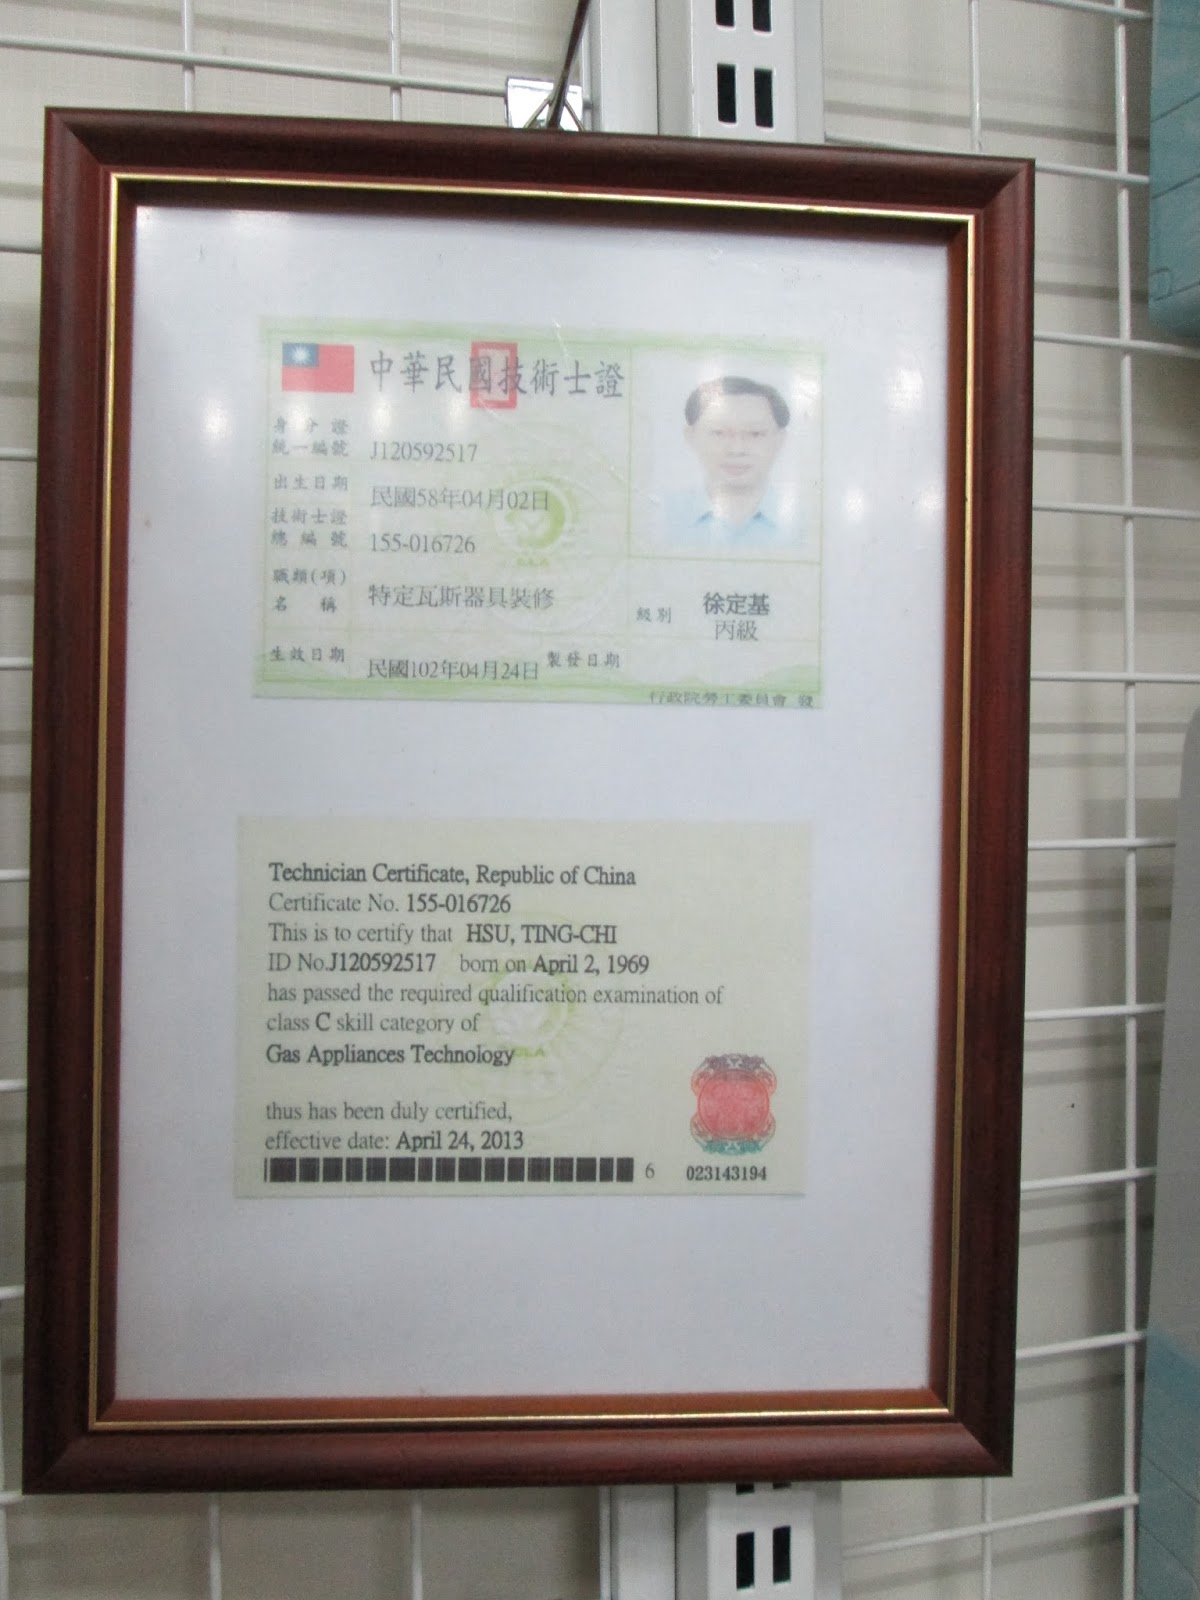 中華民國技術士證
身分證
統一編號 J120592517
出生日期 民國58年04月02日
技術士證
總編號 155-016726
職類(項)
名稱 特定瓦斯器具裝修
徐定基
級別 丙級
生效日期 民國102年04月24日 製發日期
行政院勞工委員會 發
Technician Certificate, Republic of China
Certificate No. 155-016726
This is to certify that HSU, TING-CHI
ID No.J120592517 born on April 2, 1969
has passed the required qualification examination of
class C skill category of
Gas Appliances Technology
thus has been duly certified,
effective date: April 24, 2013
6 023143194